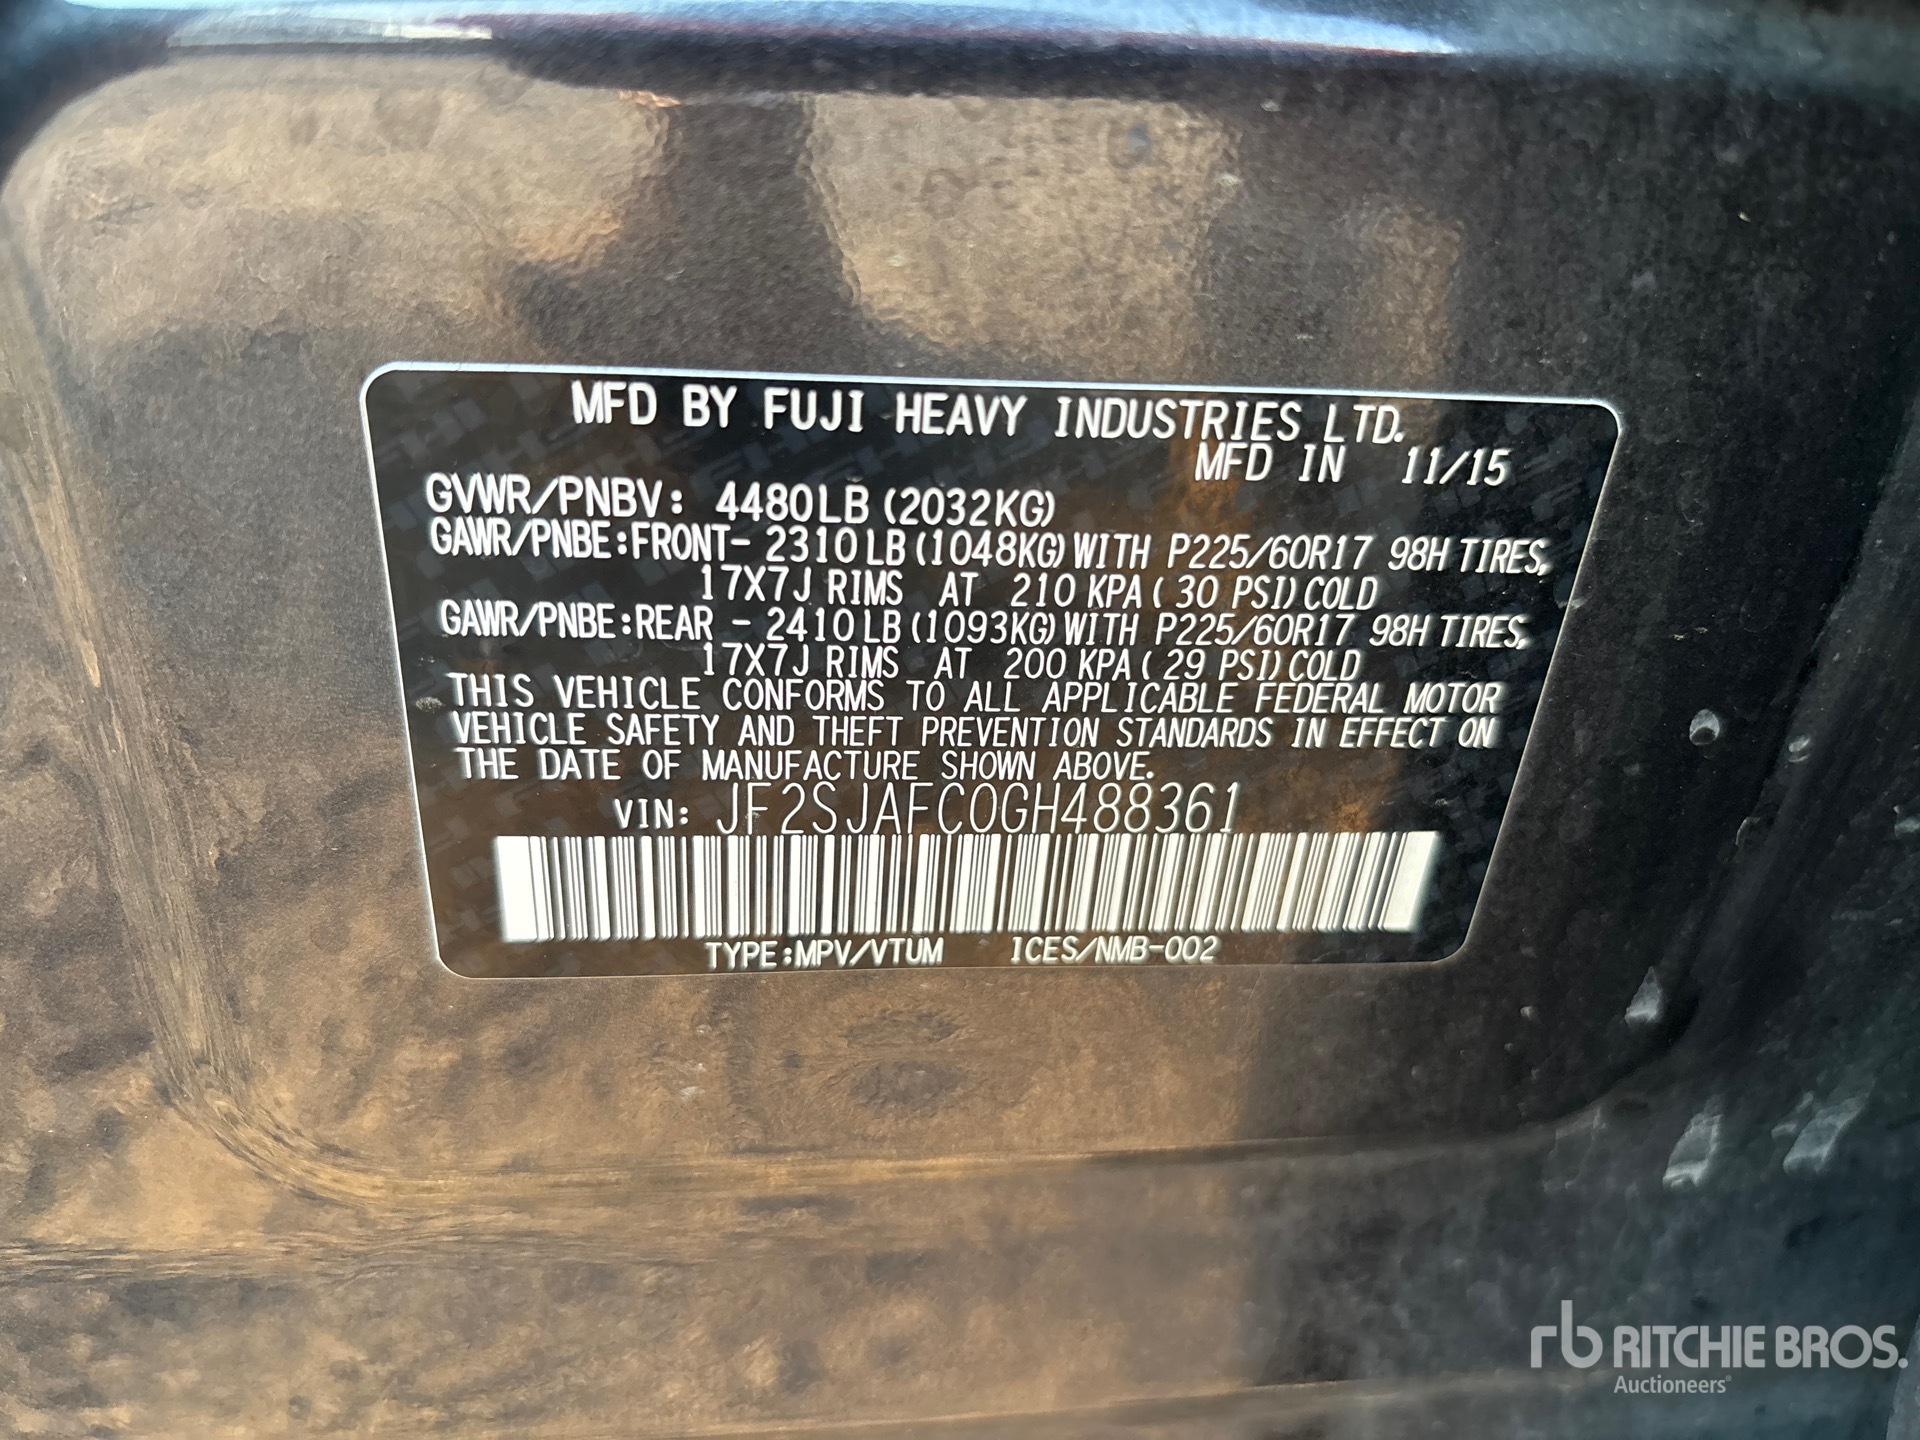 MFD BY FUJI HEAVY INDUSTRIES LTD.
MFD IN 11/15
GVWR/PNBV: 4480LB (2032KG)
GAWR/PNBE:FRONT- 2310LB (1048KG) WITH P225/60R17 98H TIRES,
17X7J RIMS AT 210 KPA ( 30 PSI) COLD
GAWR/PNBE:REAR - 2410LB (1093KG) WITH P225/60R17 98H TIRES,
17X7J RIMS AT 200 KPA ( 29 PSI) COLD
THIS VEHICLE CONFORMS TO ALL APPLICABLE FEDERAL MOTOR
VEHICLE SAFETY AND THEFT PREVENTION STANDARDS IN EFFECT ON
THE DATE OF MANUFACTURE SHOWN ABOVE.
VIN: JF2SJAFC0GH488361
TYPE:MPV/VTUM ICES/NMB-002
rb RITCHIE BROS.
Auctioneers®